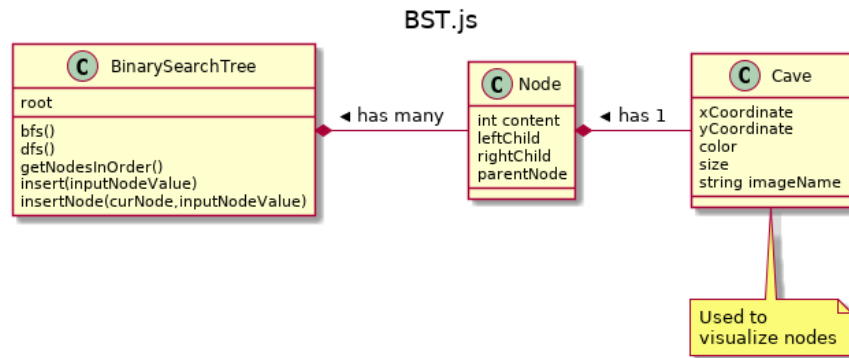 BST.js
C BinarySearchTree
root
bfs()
dfs()
getNodesInOrder()
insert(inputNodeValue)
insertNode(curNode,inputNodeValue)
◄ has many
C Node
int content
leftChild
rightChild
parentNode
◄ has 1
C Cave
xCoordinate
yCoordinate
color
size
string imageName
Used to
visualize nodes